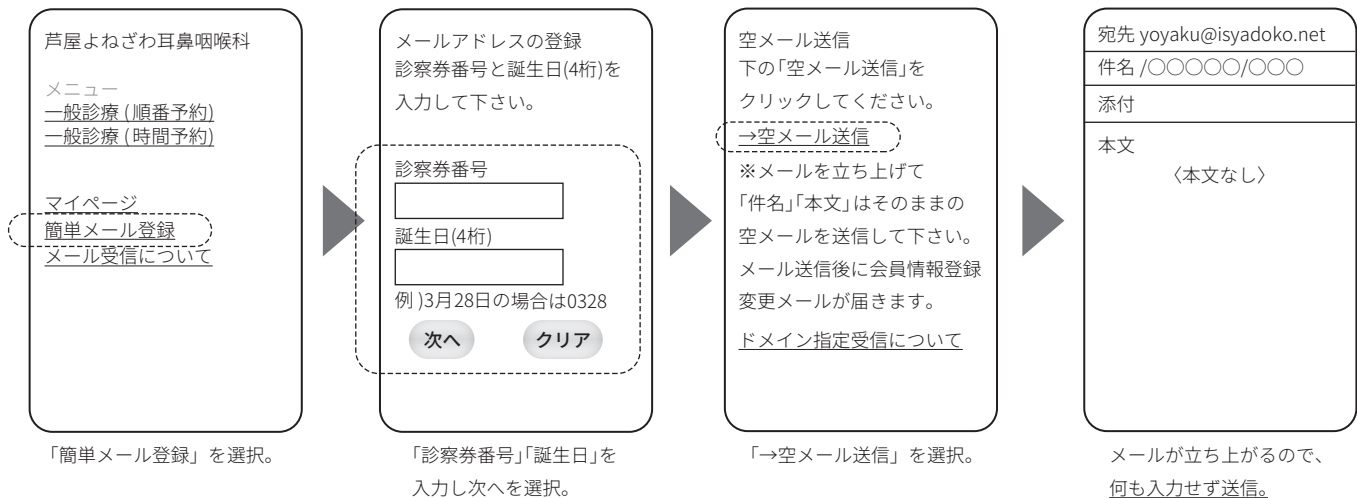 芦屋よねざわ耳鼻咽喉科
メニュー
一般診療 (順番予約)
一般診療 (時間予約)
マイページ
簡単メール登録
メール受信について
「簡単メール登録」を選択。
メールアドレスの登録
診察券番号と誕生日(4桁)を
入力して下さい。
診察券番号
誕生日(4桁)
例 )3月28日の場合は0328
次へ
クリア
「診察券番号」「誕生日」を
入力し次へを選択。
空メール送信
下の「空メール送信」を
クリックしてください。
→空メール送信
※メールを立ち上げて
「件名」「本文」はそのままの
空メールを送信して下さい。
メール送信後に会員情報登録
変更メールが届きます。
ドメイン指定受信について
「→空メール送信」を選択。
宛先 yoyaku@isyadoko.net
件名 /○○○○○/○○○
添付
本文
〈本文なし〉
メールが立ち上がるので、
何も入力せず送信。